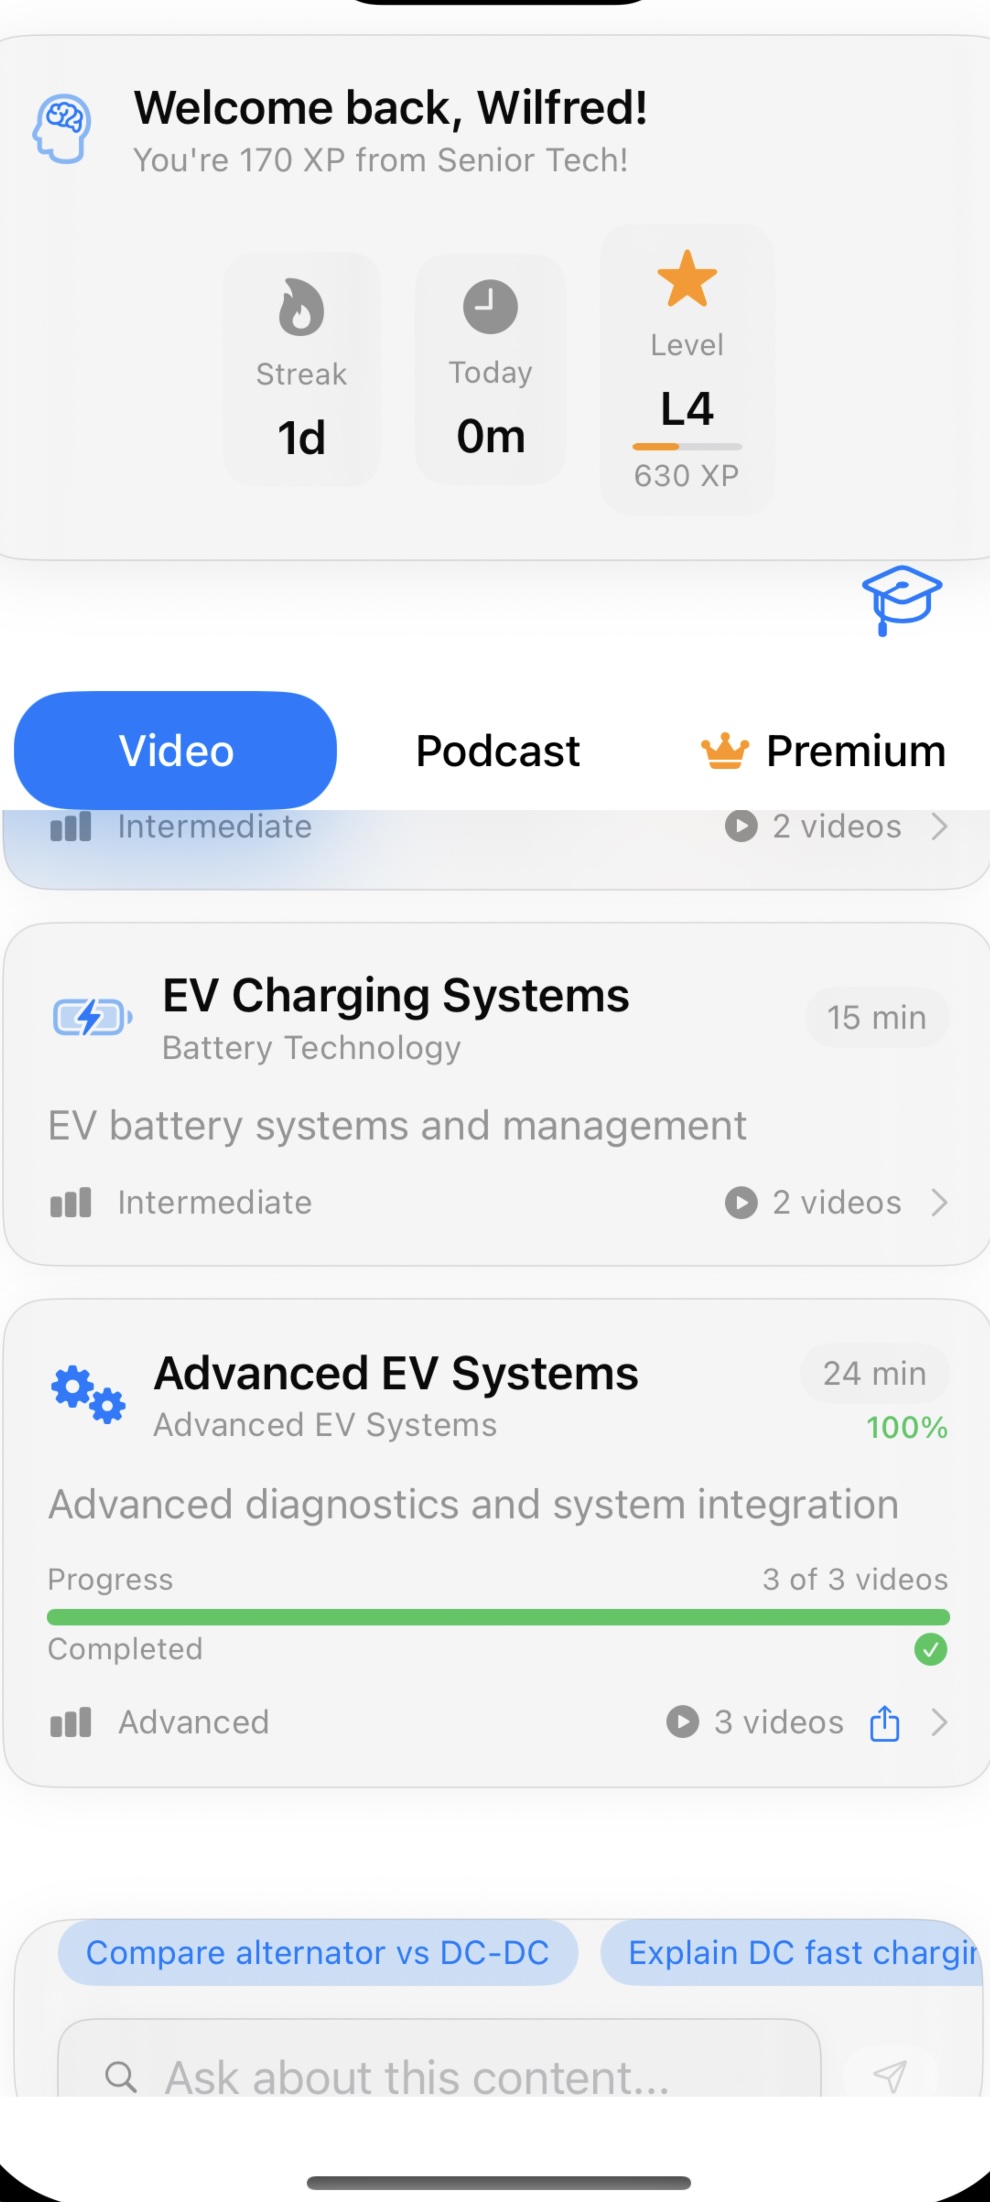 Welcome back, Wilfred!
You're 170 XP from Senior Tech!
Streak
1d
Today
0m
Level
L4
630 XP
Video
Podcast
Premium
Intermediate
2 videos
EV Charging Systems
Battery Technology
15 min
EV battery systems and management
Intermediate
2 videos
Advanced EV Systems
Advanced EV Systems
24 min
100%
Advanced diagnostics and system integration
Progress
3 of 3 videos
Completed
Advanced
3 videos
Compare alternator vs DC-DC
Explain DC fast chargin
Ask about this content...